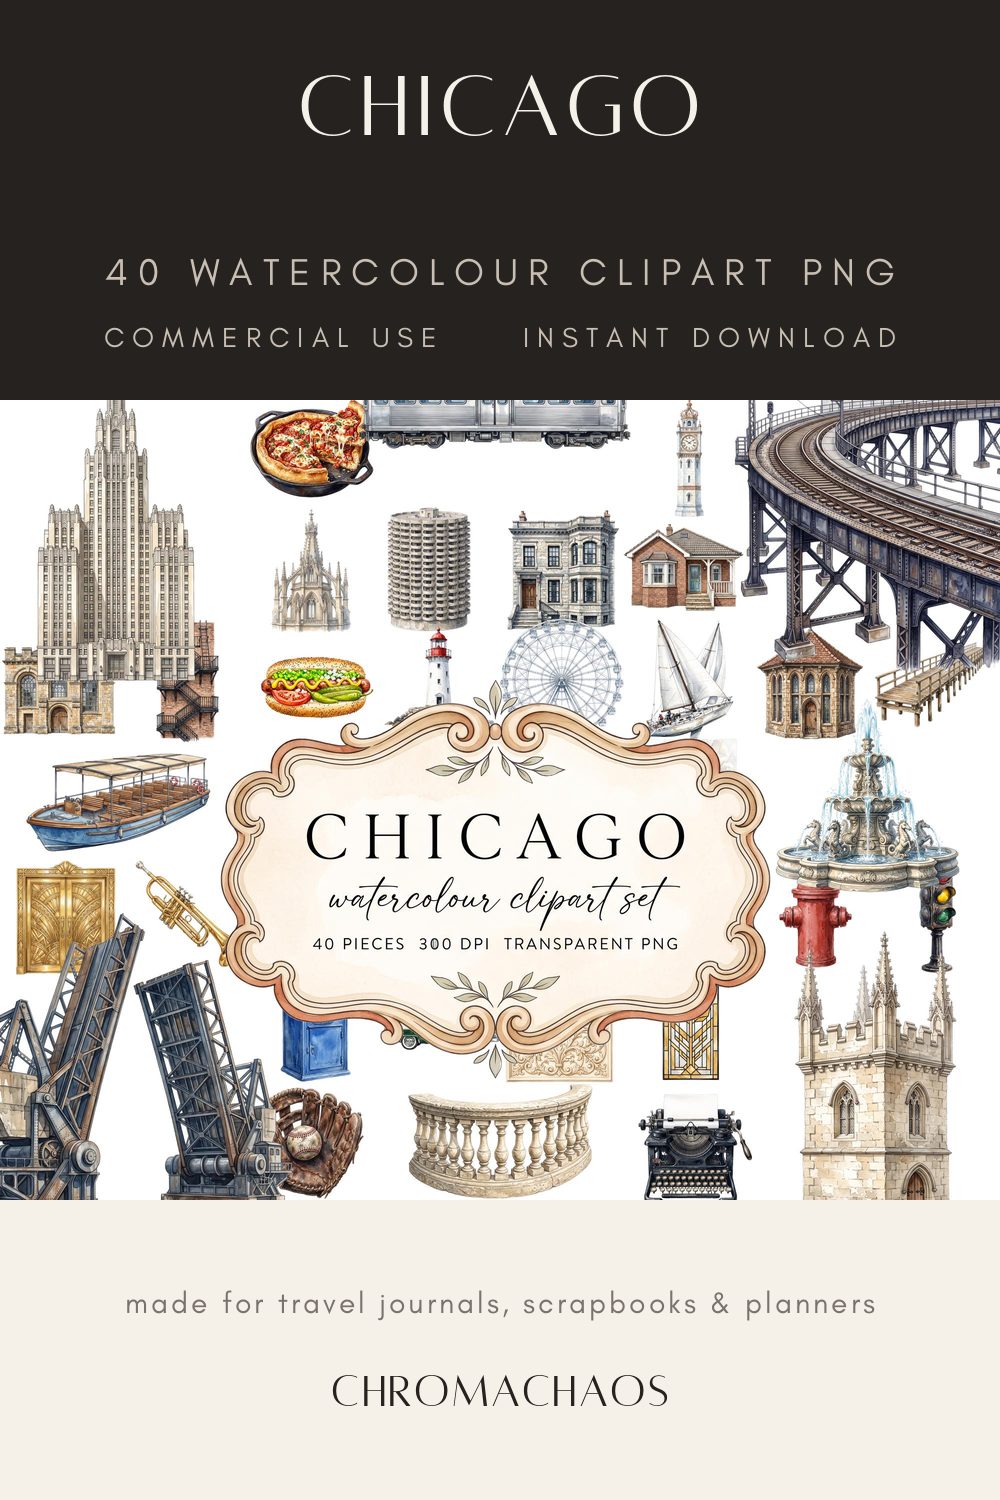 CHICAGO
40 WATERCOLOUR CLIPART PNG
COMMERCIAL USE INSTANT DOWNLOAD
CHICAGO
watercolour clipart set
40 PIECES 300 DPI TRANSPARENT PNG
made for travel journals, scrapbooks & planners
CHROMACHAOS